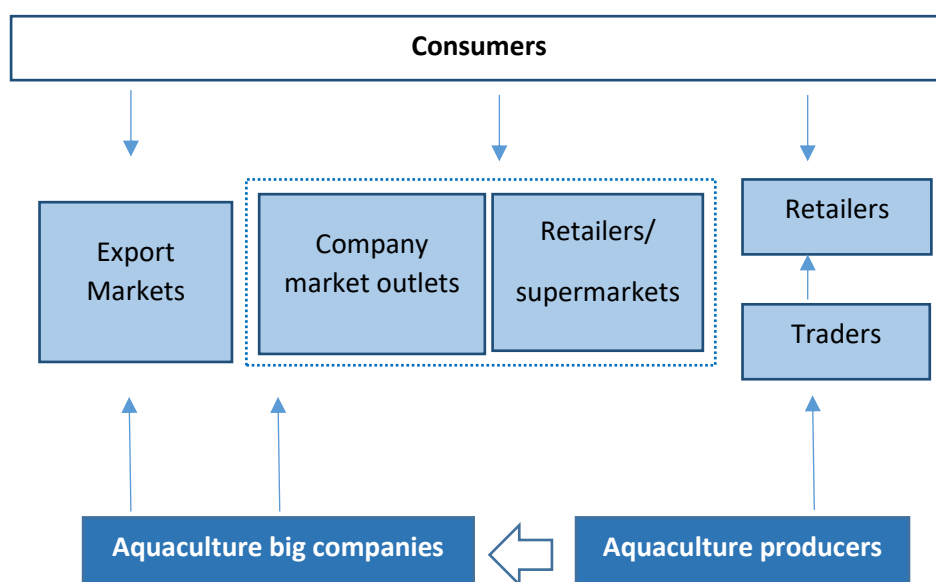 Consumers
Export
Markets
Company
market outlets
Retailers/
supermarkets
Retailers
Traders
Aquaculture big companies
Aquaculture producers